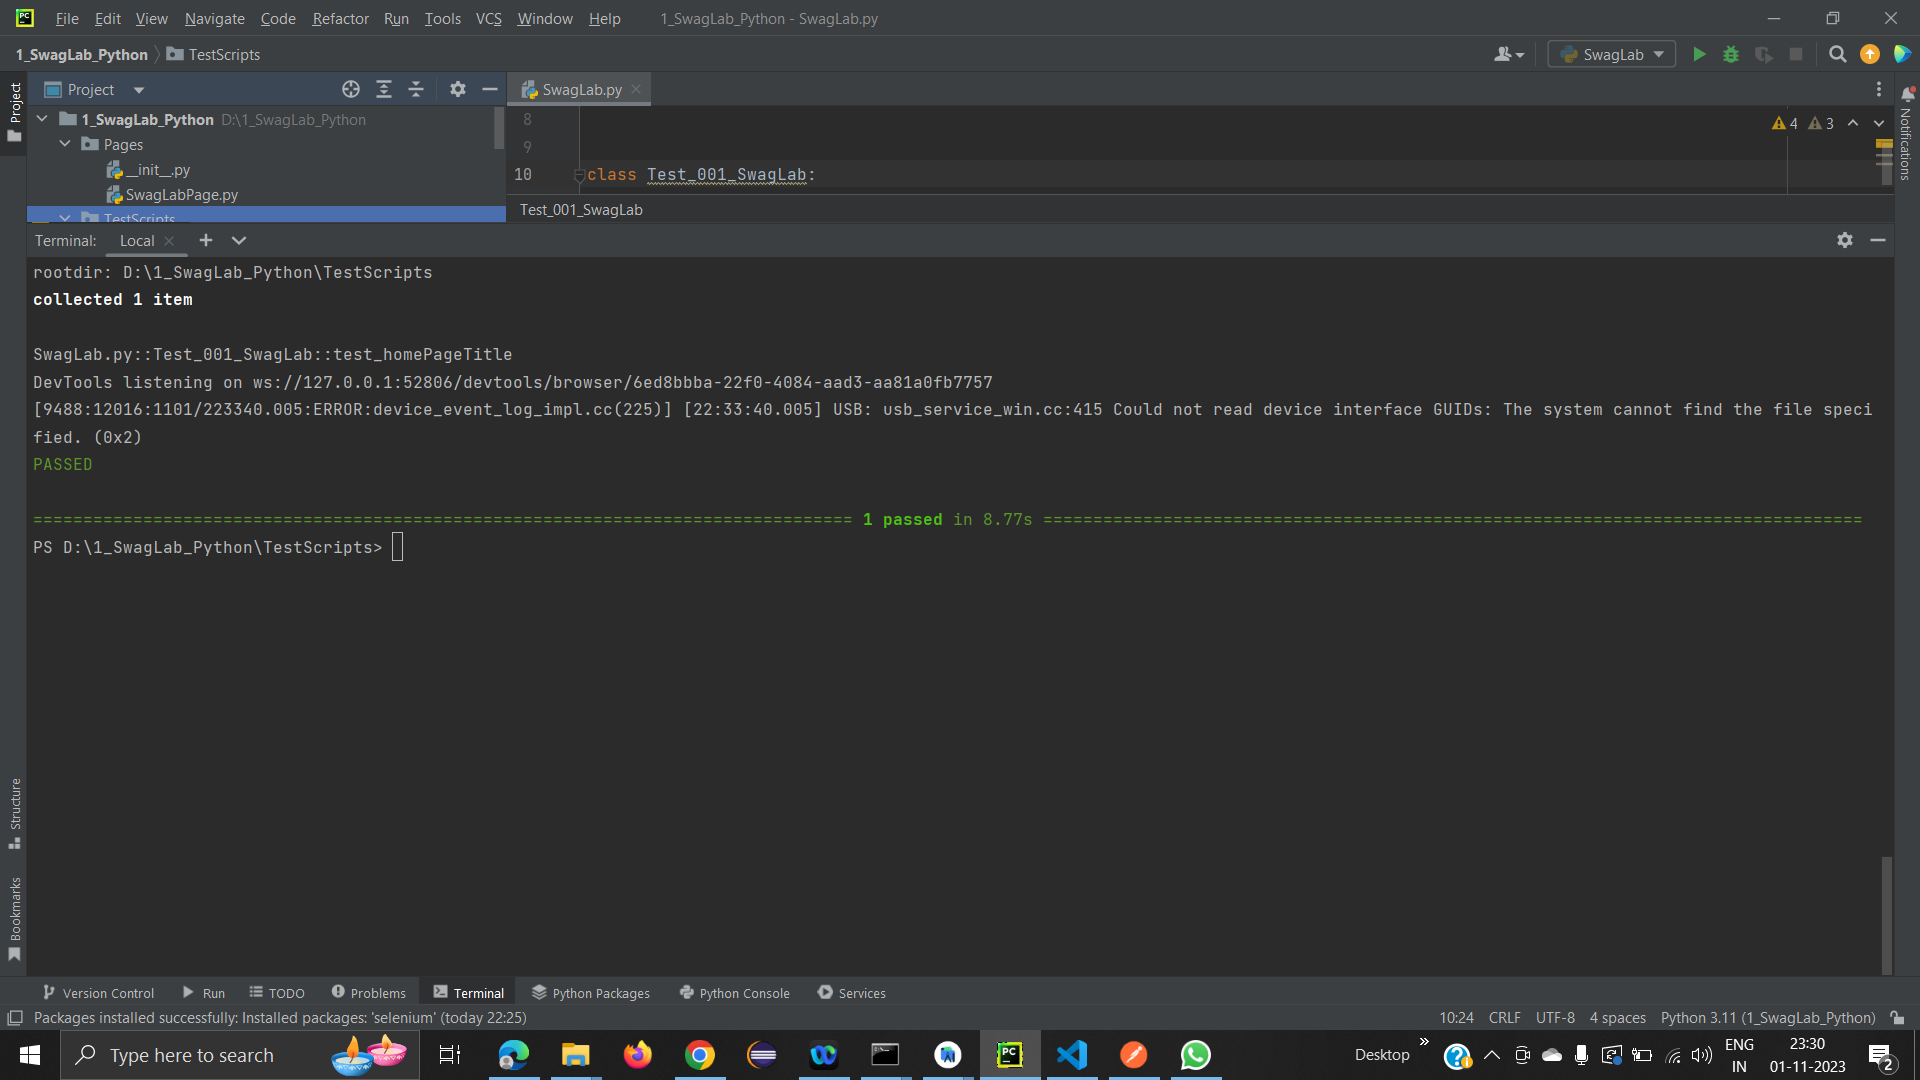 File Edit View Navigate Code Refactor Run Tools VCS Window Help 1_SwagLab_Python - SwagLab.py
1_SwagLab_Python TestScripts
SwagLab
Project
SwagLab.py
1_SwagLab_Python D:\1_SwagLab_Python
Pages
__init__.py
SwagLabPage.py
TestScripts
8
9
10 class Test_001_SwagLab:
4 3
Test_001_SwagLab
Project
Notifications
Terminal: Local
rootdir: D:\1_SwagLab_Python\TestScripts
collected 1 item
SwagLab.py::Test_001_SwagLab::test_homePageTitle
DevTools listening on ws://127.0.0.1:52806/devtools/browser/6ed8bbba-22f0-4084-aad3-aa81a0fb7757
[9488:12016:1101/223340.005:ERROR:device_event_log_impl.cc(225)] [22:33:40.005] USB: usb_service_win.cc:415 Could not read device interface GUIDs: The system cannot find the file speci
fied. (0x2)
PASSED
================================================================================== 1 passed in 8.77s ==================================================================================
PS D:\1_SwagLab_Python\TestScripts>
Structure
Bookmarks
Version Control Run TODO Problems Terminal Python Packages Python Console Services
Packages installed successfully: Installed packages: 'selenium' (today 22:25) 10:24 CRLF UTF-8 4 spaces Python 3.11 (1_SwagLab_Python)
Type here to search
Desktop
ENG
IN
23:30
01-11-2023
2